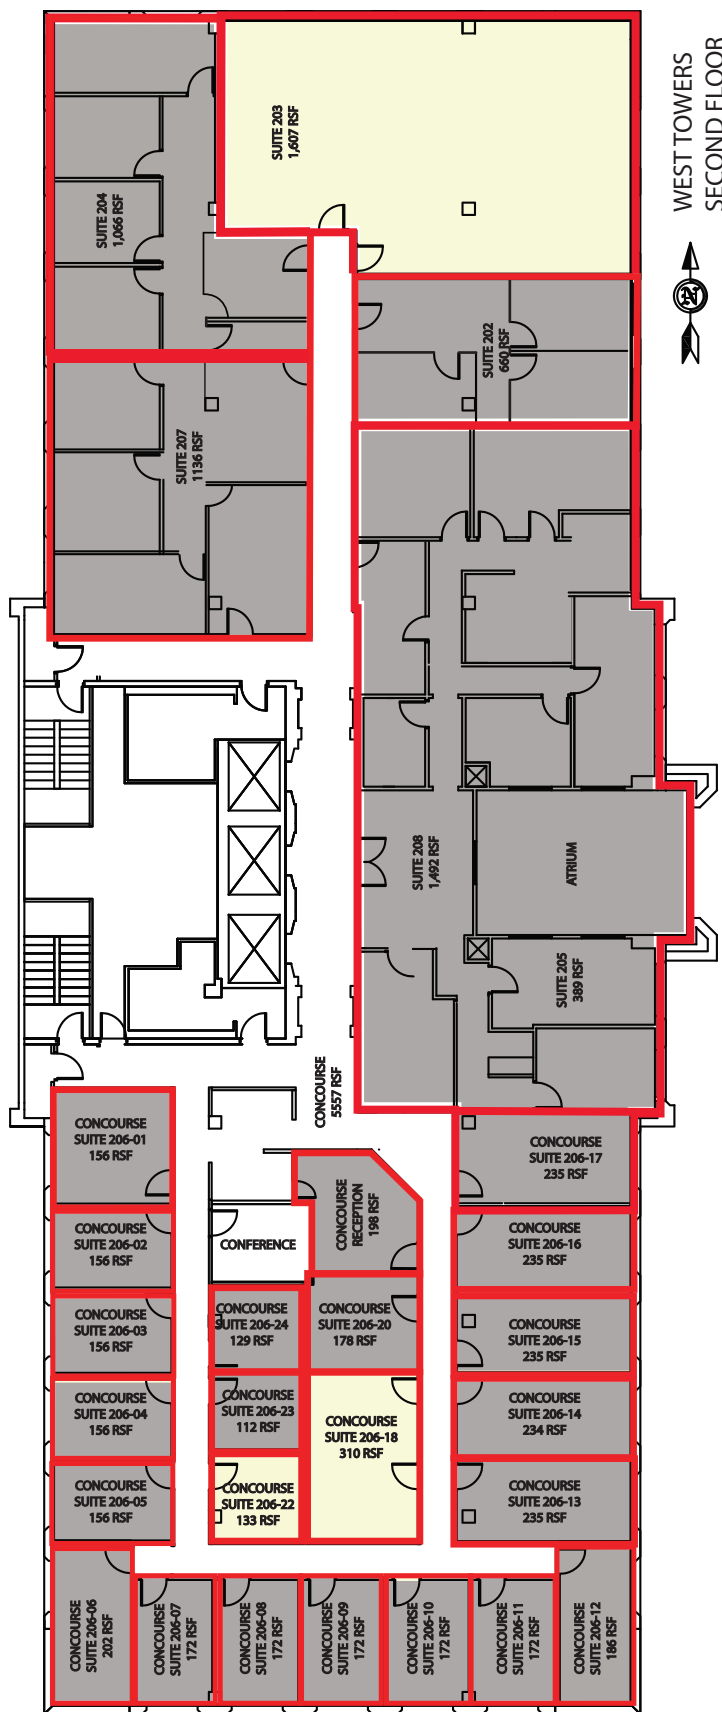 WEST TOWERS
SECOND FLOOR
SUITE 203
1,607 RSF
SUITE 204
1,066 RSF
N
SUITE 202
660 RSF
SUITE 207
1136 RSF
SUITE 208
1,492 RSF
ATRIUM
SUITE 205
389 RSF
CONCOURSE
5557 RSF
CONCOURSE
SUITE 206-01
156 RSF
CONCOURSE
SUITE 206-17
235 RSF
CONCOURSE
RECEPTION
198 RSF
CONCOURSE
SUITE 206-02
156 RSF
CONFERENCE
CONCOURSE
SUITE 206-16
235 RSF
CONCOURSE
SUITE 206-03
156 RSF
CONCOURSE
SUITE 206-24
129 RSF
CONCOURSE
SUITE 206-20
178 RSF
CONCOURSE
SUITE 206-15
235 RSF
CONCOURSE
SUITE 206-04
156 RSF
CONCOURSE
SUITE 206-23
112 RSF
CONCOURSE
SUITE 206-18
310 RSF
CONCOURSE
SUITE 206-14
234 RSF
CONCOURSE
SUITE 206-05
156 RSF
CONCOURSE
SUITE 206-22
133 RSF
CONCOURSE
SUITE 206-13
235 RSF
CONCOURSE
SUITE 206-06
202 RSF
CONCOURSE
SUITE 206-07
172 RSF
CONCOURSE
SUITE 206-08
172 RSF
CONCOURSE
SUITE 206-09
172 RSF
CONCOURSE
SUITE 206-10
172 RSF
CONCOURSE
SUITE 206-11
172 RSF
CONCOURSE
SUITE 206-12
186 RSF